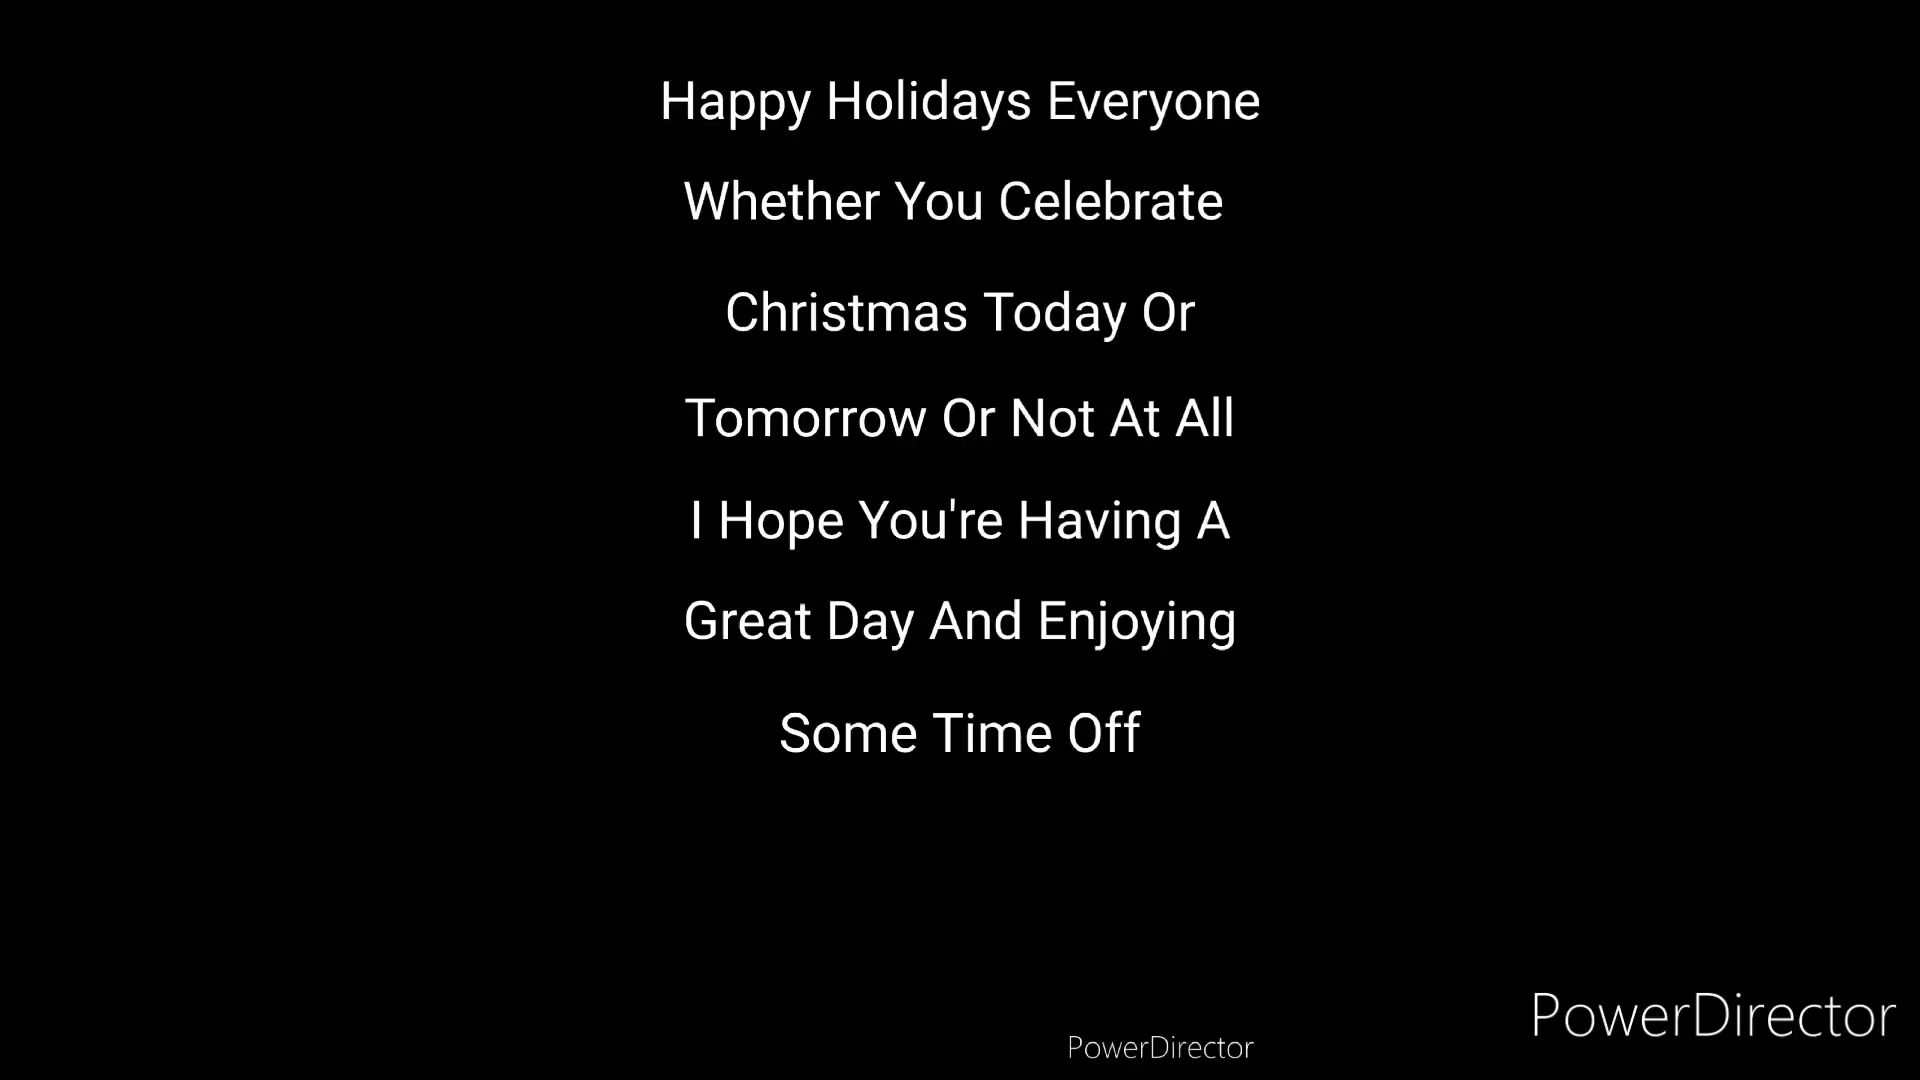 Happy Holidays Everyone
Whether You Celebrate
Christmas Today Or
Tomorrow Or Not At All
I Hope You're Having A
Great Day And Enjoying
Some Time Off
PowerDirector
PowerDirector